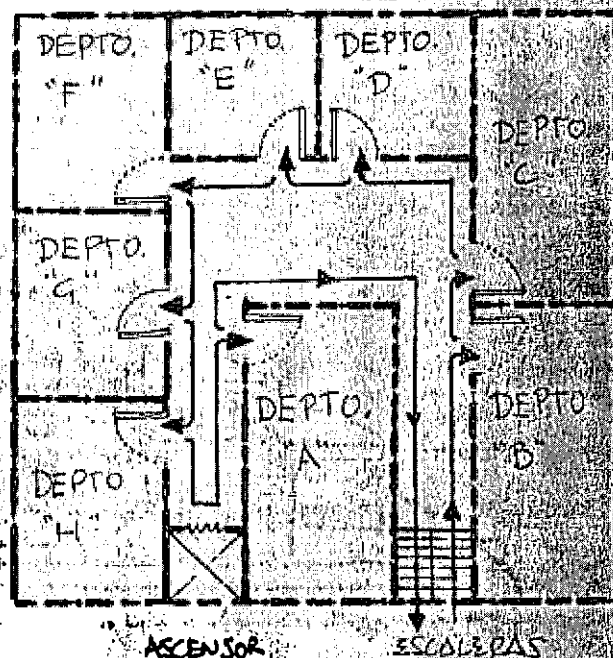 DEPTO.
"F"
DEPTO.
"E"
DEPTO.
"D"
DEPTO.
"C"
DEPTO.
"G"
DEPTO.
"A"
DEPTO
"B"
DEPTO
"H"
ASCENSOR
ESCALERAS